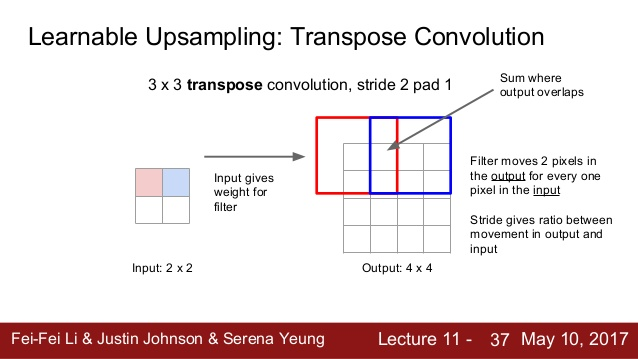 Learnable Upsampling: Transpose Convolution
3 x 3 transpose convolution, stride 2 pad 1
Sum where
output overlaps
Input gives
weight for
filter
Filter moves 2 pixels in
the output for every one
pixel in the input
Stride gives ratio between
movement in output and
input
Input: 2 x 2
Output: 4 x 4
Fei-Fei Li & Justin Johnson & Serena Yeung
Lecture 11 - 37 May 10, 2017